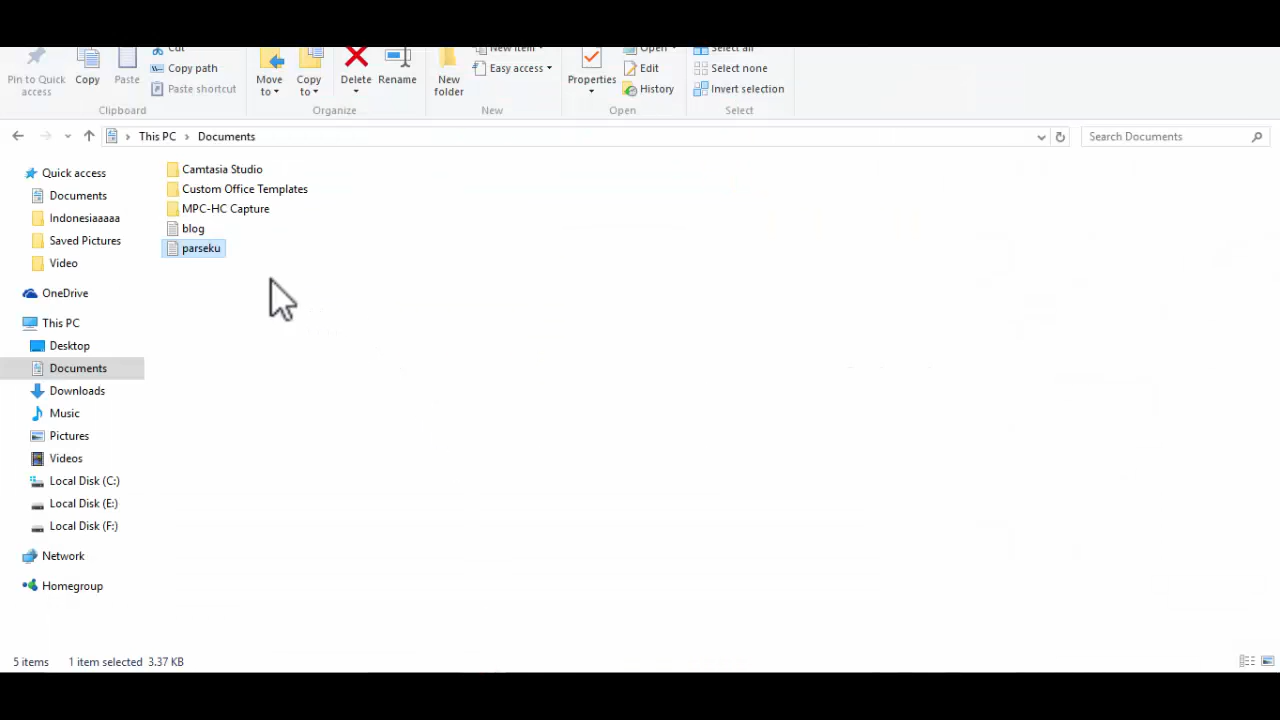 Cut
New item
Open
Select all
Copy path
Easy access
Edit
Select none
Pin to Quick access
Copy
Paste
Paste shortcut
Move to
Copy to
Delete
Rename
New folder
Properties
History
Invert selection
Clipboard
Organize
New
Open
Select
This PC
Documents
Search Documents
Quick access
Documents
Indonesiaaaaa
Saved Pictures
Video
OneDrive
This PC
Desktop
Documents
Downloads
Music
Pictures
Videos
Local Disk (C:)
Local Disk (E:)
Local Disk (F:)
Network
Homegroup
Camtasia Studio
Custom Office Templates
MPC-HC Capture
blog
parseku
5 items 1 item selected 3.37 KB